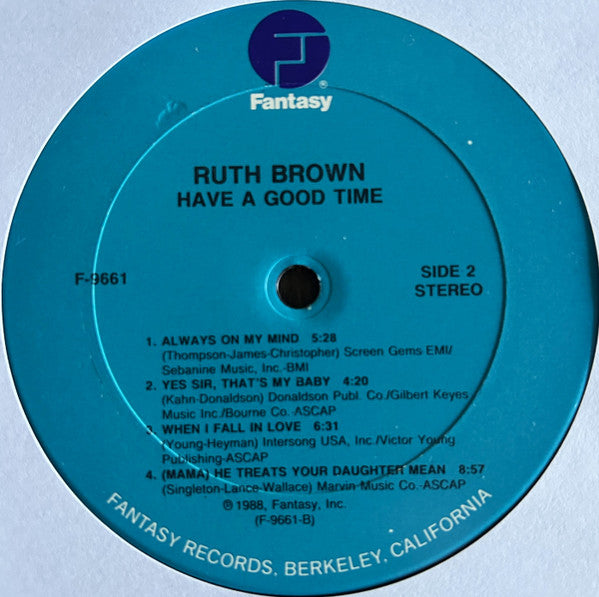 Fantasy®
RUTH BROWN
HAVE A GOOD TIME
F-9661
SIDE 2
STEREO
1. ALWAYS ON MY MIND 5:28
(Thompson-James-Christopher) Screen Gems EMI/
Sebanine Music, Inc.-BMI
2. YES SIR, THAT'S MY BABY 4:20
(Kahn-Donaldson) Donaldson Publ. Co./Gilbert Keyes
Music Inc./Bourne Co.-ASCAP
3. WHEN I FALL IN LOVE 6:31
(Young-Heyman) Intersong USA, Inc./Victor Young
Publishing-ASCAP
4. (MAMA) HE TREATS YOUR DAUGHTER MEAN 8:57
(Singleton-Lance-Wallace) Marvin Music Co.-ASCAP
℗1988, Fantasy, Inc.
(F-9661-B)
FANTASY RECORDS, BERKELEY, CALIFORNIA